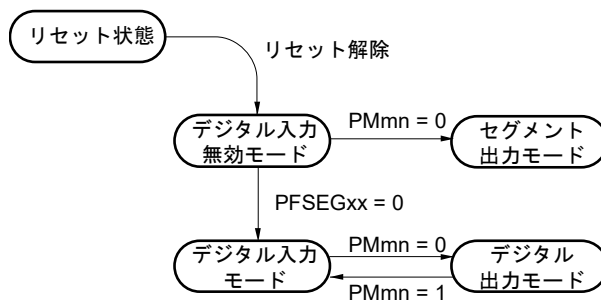 リセット状態
リセット解除
デジタル入力
無効モード
PMmn = 0
セグメント
出力モード
PFSEGxx = 0
デジタル入力
モード
PMmn = 0
PMmn = 1
デジタル
出力モード